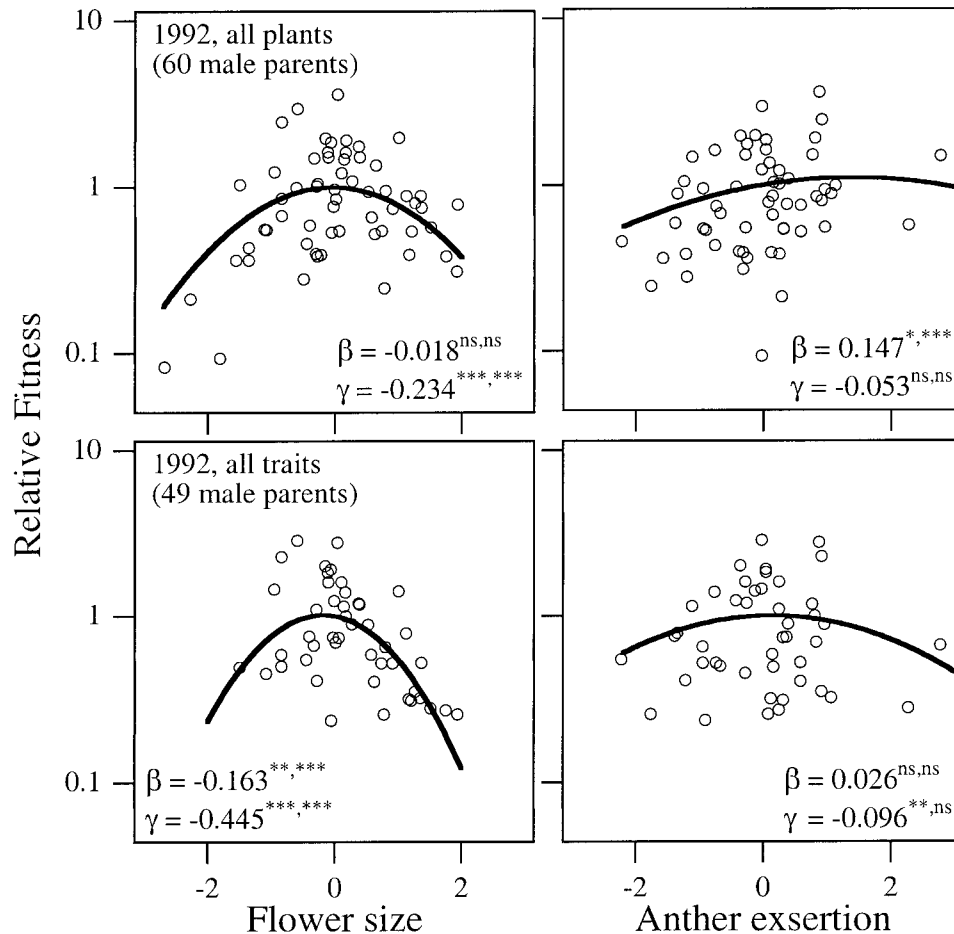 Relative Fitness
10
1
0.1
1992, all plants
(60 male parents)
β = -0.018ns,ns
γ = -0.234***,***
β = 0.147*,***
γ = -0.053ns,ns
10
1
0.1
1992, all traits
(49 male parents)
β = -0.163**,***
γ = -0.445***,***
β = 0.026ns,ns
γ = -0.096**,ns
-2 0 2
-2 0 2
Flower size
Anther exsertion